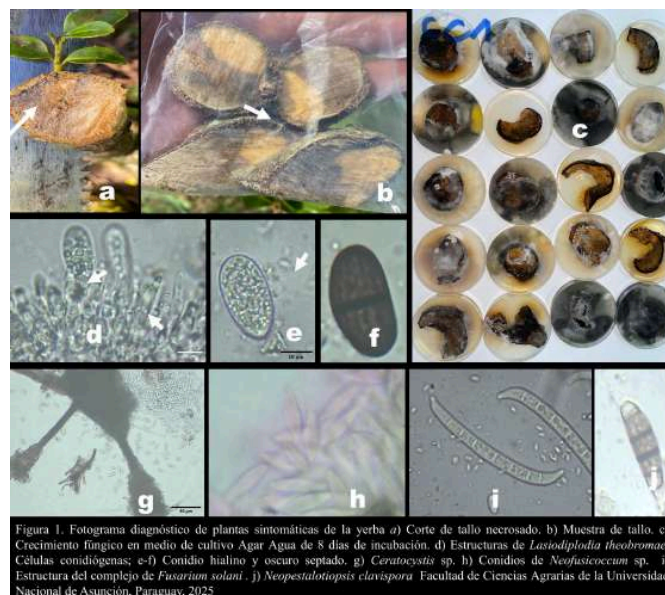 CC1
a
b
c
d
e
10 µm
f
g
h
i
j
Figura 1. Fotograma diagnóstico de plantas sintomáticas de la yerba a) Corte de tallo necrosado. b) Muestra de tallo. c
Crecimiento fúngico en medio de cultivo Agar Agua de 8 días de incubación. d) Estructuras de Lasiodiplodia theobromae
Células conidiógenas; e-f) Conidio hialino y oscuro septado. g) Ceratocystis sp. h) Conidios de Neofusicoccum sp. i
Estructura del complejo de Fusarium solani . j) Neopestalotiopsis clavispora Facultad de Ciencias Agrarias de la Universidad
Nacional de Asunción, Paraguay, 2025